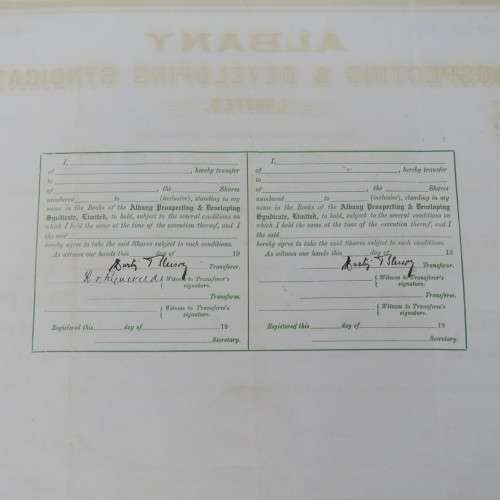 ALBANY
PROSPECTING & DEVELOPING SYNDICATE
LIMITED.
I,
of , hereby transfer
to
of , the Shares
numbered to (inclusive), standing in my
name in the Books of the Albany Prospecting & Developing
Syndicate, Limited, to hold, subject to the several conditions on
which I held the same at the time of the execution thereof, and I
the said
hereby agree to take the said Shares subject to such conditions.
As witness our hands this day of 19
Transferor.
Witness to Transferor's
signature.
Transferee.
Witness to Transferee's
signature.
Registered this day of 19
Secretary.
I,
of , hereby transfer
to
of , the Shares
numbered to (inclusive), standing in my
name in the Books of the Albany Prospecting & Developing
Syndicate, Limited, to hold, subject to the several conditions on
which I held the same at the time of the execution thereof, and I
the said
hereby agree to take the said Shares subject to such conditions.
As witness our hands this day of 19
Transferor.
Witness to Transferor's
signature.
Transferee.
Witness to Transferee's
signature.
Registered this day of 19
Secretary.